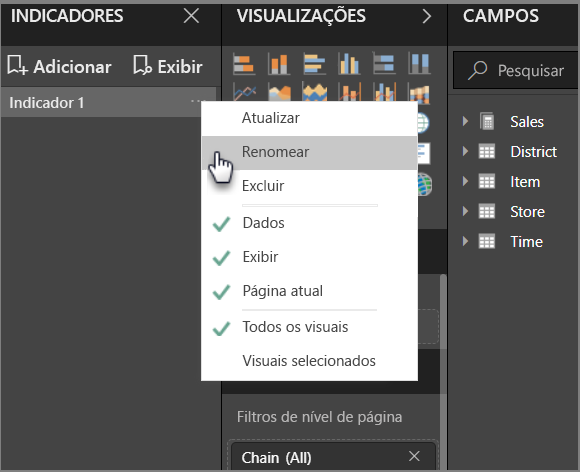 INDICADORES
Adicionar
Exibir
Indicador 1
VISUALIZAÇÕES
Atualizar
Renomear
Excluir
Dados
Exibir
Página atual
Todos os visuais
Visuais selecionados
Filtros de nível de página
Chain (All)
CAMPOS
Pesquisar
Sales
District
Item
Store
Time